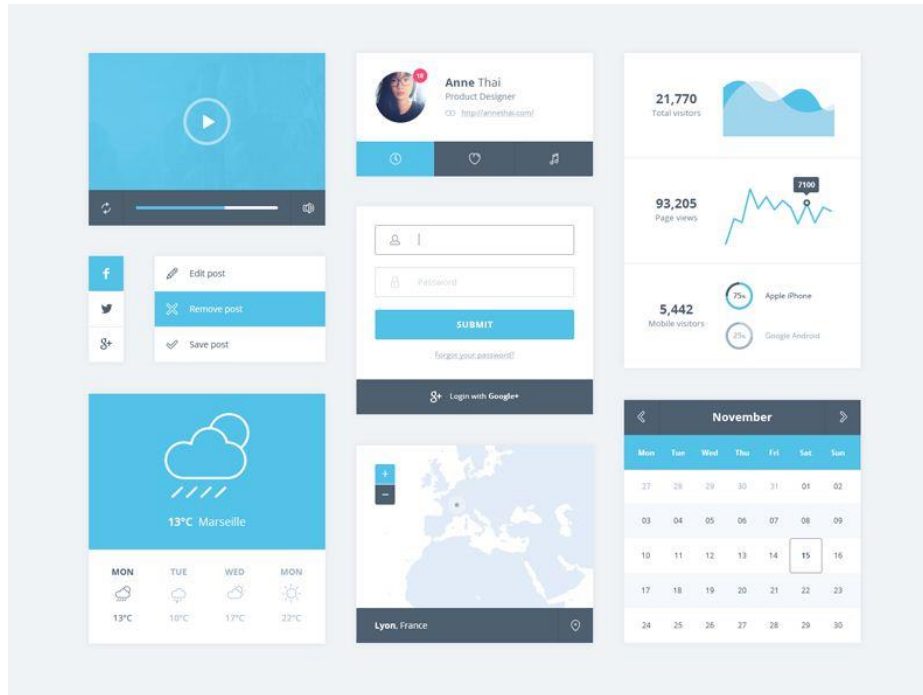 10
Anne Thai
Product Designer
http://annethai.com/
f
Edit post
Remove post
8+
Save post
Password
SUBMIT
Forgot your password?
8+ Login with Google+
13°C Marseille
MON TUE WED MON
13°C 10°C 17°C 22°C
+
−
Lyon, France
21,770
Total visitors
93,205
Page views
7100
5,442
Mobile visitors
75% Apple iPhone
25% Google Android
November
Mon Tue Wed Thu Fri Sat Sun
27 28 29 30 31 01 02
03 04 05 06 07 08 09
10 11 12 13 14 15 16
17 18 19 20 21 22 23
24 25 26 27 28 29 30